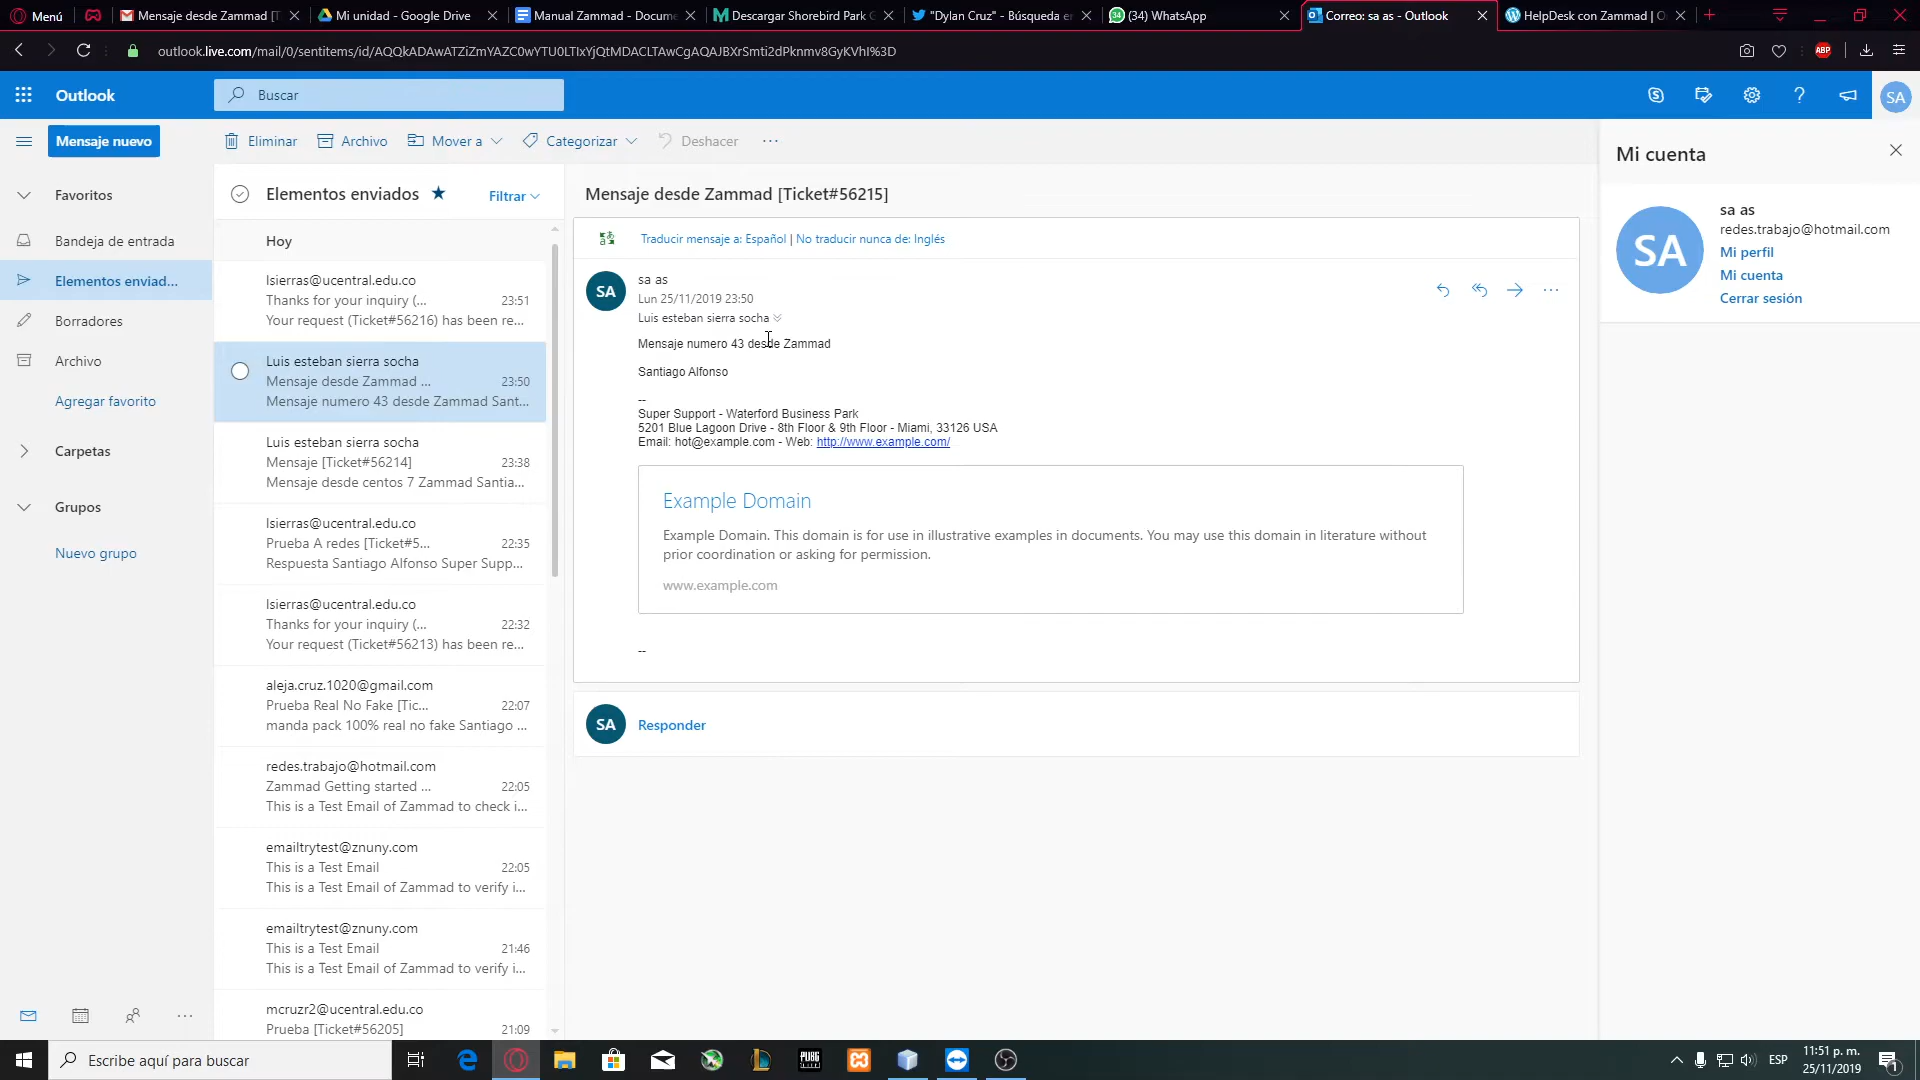 Menú
Mensaje desde Zammad [T
Mi unidad - Google Drive
Manual Zammad - Docume
Descargar Shorebird Park G
"Dylan Cruz" - Búsqueda en
(34) WhatsApp
Correo: sa as - Outlook
HelpDesk con Zammad | O
outlook.live.com/mail/0/sentitems/id/AQQkADAwATZiZmYAZC0wYTU0LTIxYjQtMDACLTAwCgAQAJBXrSmti2dPknmv8GyKVhI%3D
ABP
Outlook
Buscar
SA
Mensaje nuevo
Eliminar
Archivo
Mover a
Categorizar
Deshacer
Favoritos
Bandeja de entrada
Elementos enviad...
Borradores
Archivo
Agregar favorito
Carpetas
Grupos
Nuevo grupo
Elementos enviados
Filtrar
Hoy
lsierras@ucentral.edu.co
Thanks for your inquiry (...
23:51
Your request (Ticket#56216) has been re...
Luis esteban sierra socha
Mensaje desde Zammad ...
23:50
Mensaje numero 43 desde Zammad Sant...
Luis esteban sierra socha
Mensaje [Ticket#56214]
23:38
Mensaje desde centos 7 Zammad Santia...
lsierras@ucentral.edu.co
Prueba A redes [Ticket#5...
22:35
Respuesta Santiago Alfonso Super Supp...
lsierras@ucentral.edu.co
Thanks for your inquiry (...
22:32
Your request (Ticket#56213) has been re...
aleja.cruz.1020@gmail.com
Prueba Real No Fake [Tic...
22:07
manda pack 100% real no fake Santiago ...
redes.trabajo@hotmail.com
Zammad Getting started ...
22:05
This is a Test Email of Zammad to check i...
emailtrytest@znuny.com
This is a Test Email
22:05
This is a Test Email of Zammad to verify i...
emailtrytest@znuny.com
This is a Test Email
21:46
This is a Test Email of Zammad to verify i...
mcruzr2@ucentral.edu.co
Prueba [Ticket#56205]
21:09
Mensaje desde Zammad [Ticket#56215]
Traducir mensaje a: Español | No traducir nunca de: Inglés
SA
sa as
Lun 25/11/2019 23:50
Luis esteban sierra socha
Mensaje numero 43 desde Zammad
Santiago Alfonso
--
Super Support - Waterford Business Park
5201 Blue Lagoon Drive - 8th Floor & 9th Floor - Miami, 33126 USA
Email: hot@example.com - Web: http://www.example.com/
Example Domain
Example Domain. This domain is for use in illustrative examples in documents. You may use this domain in literature without
prior coordination or asking for permission.
www.example.com
--
SA
Responder
Mi cuenta
SA
sa as
redes.trabajo@hotmail.com
Mi perfil
Mi cuenta
Cerrar sesión
Escribe aquí para buscar
PUBG
ESP
11:51 p. m.
25/11/2019
1